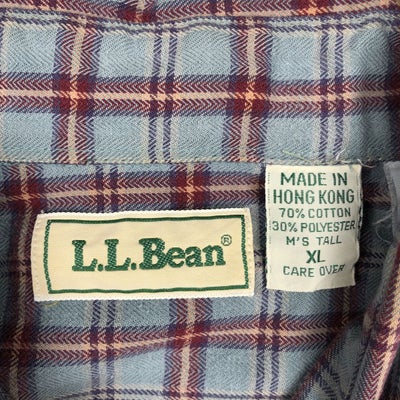 L.L.Bean®
MADE IN
HONG KONG
70% COTTON
30% POLYESTER
M'S TALL
XL
CARE OVER